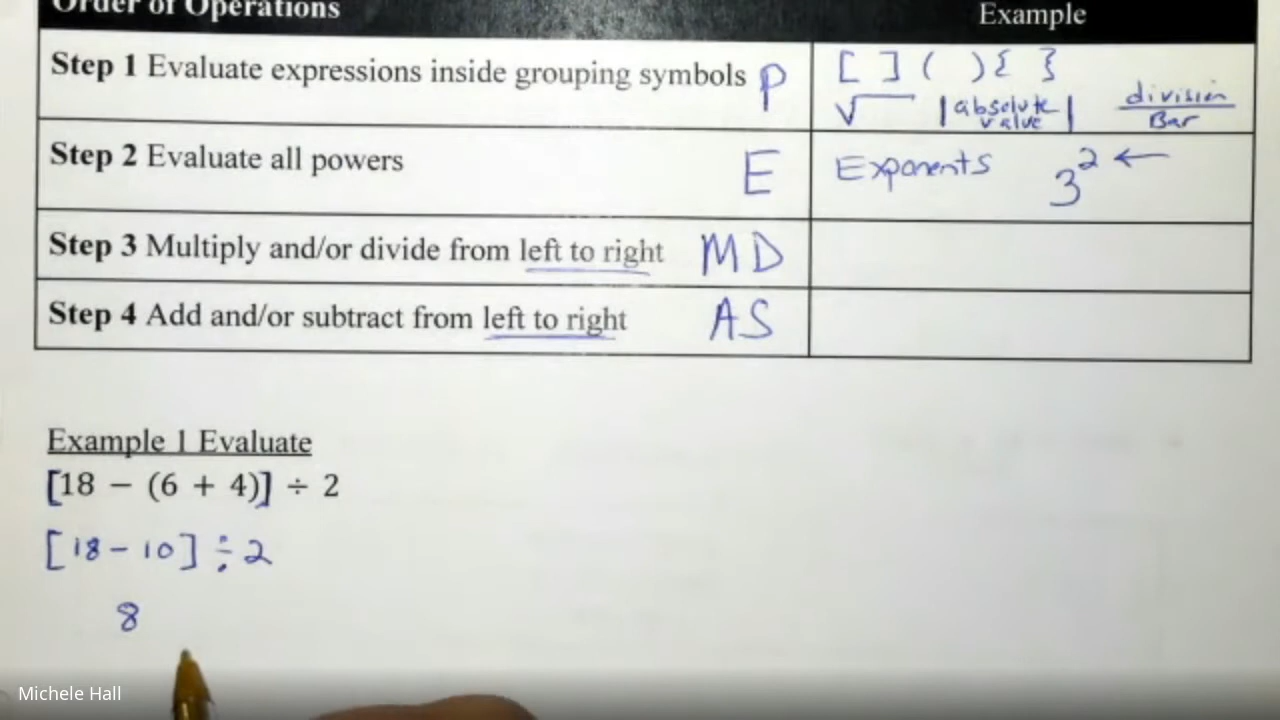 Order of Operations Example
Step 1 Evaluate expressions inside grouping symbols P [ ] ( ) { }
√ |absolute value| division
Bar
Step 2 Evaluate all powers E Exponents 3² ←
Step 3 Multiply and/or divide from left to right MD
Step 4 Add and/or subtract from left to right AS
Example 1 Evaluate
[18 − (6 + 4)] ÷ 2
[18 − 10] ÷ 2
8
Michele Hall